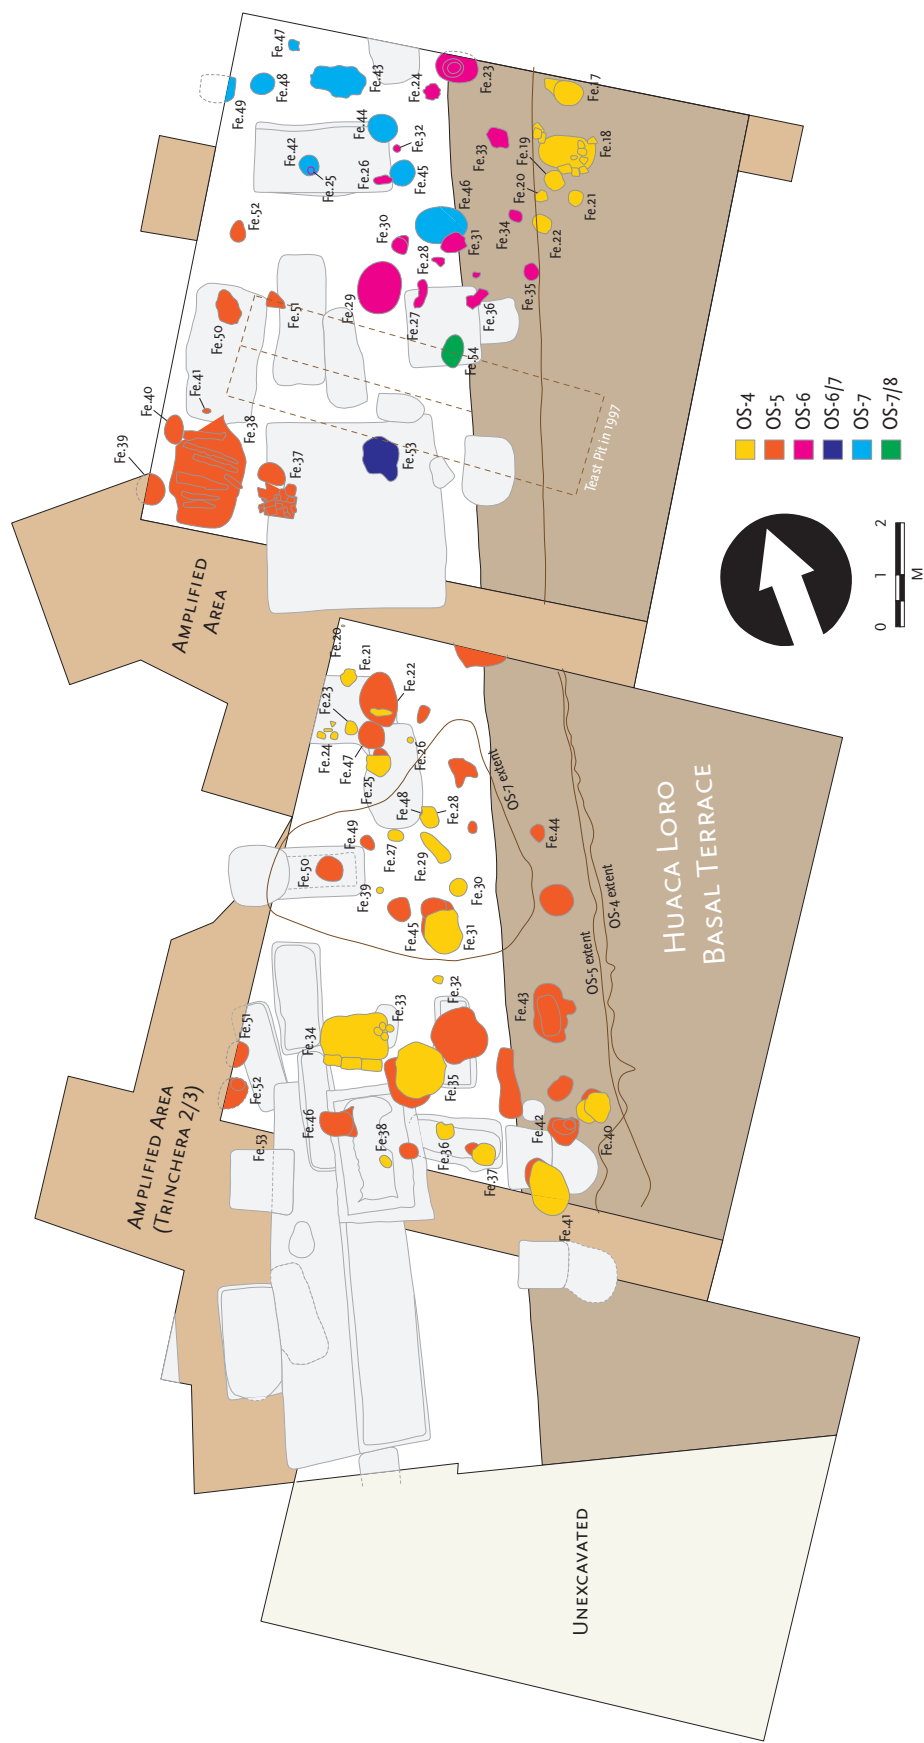 Fe.47
Fe.48
Fe.49
Fe.43
Fe.24
Fe.23
Fe.44
Fe.32
Fe.42
Fe.25
Fe.26
Fe.45
Fe.33
Fe.17
Fe.18
Fe.19
Fe.20
Fe.21
Fe.22
Fe.46
Fe.34
Fe.52
Fe.30
Fe.31
Fe.28
Fe.35
Fe.29
Fe.27
Fe.36
Fe.51
Fe.50
Fe.54
Fe.41
Fe.40
Fe.38
Fe.39
Fe.37
Fe.53
Teast Pit in 1997
OS-4
OS-5
OS-6
OS-6/7
OS-7
OS-7/8
0 1 2
M
AMPLIFIED
AREA
Fe.20
Fe.21
Fe.22
Fe.23
Fe.24
Fe.47
Fe.25
Fe.26
Fe.48
Fe.28
OS-7 extent
Fe.49
Fe.27
Fe.29
Fe.44
Fe.50
Fe.39
Fe.30
Fe.45
Fe.31
OS-4 extent
OS-5 extent
HUACA LORO
BASAL TERRACE
Fe.32
Fe.43
Fe.33
Fe.34
Fe.51
Fe.52
Fe.35
Fe.46
Fe.38
Fe.53
Fe.36
Fe.37
Fe.42
Fe.40
Fe.41
AMPLIFIED AREA
(TRINCHERA 2/3)
UNEXCAVATED